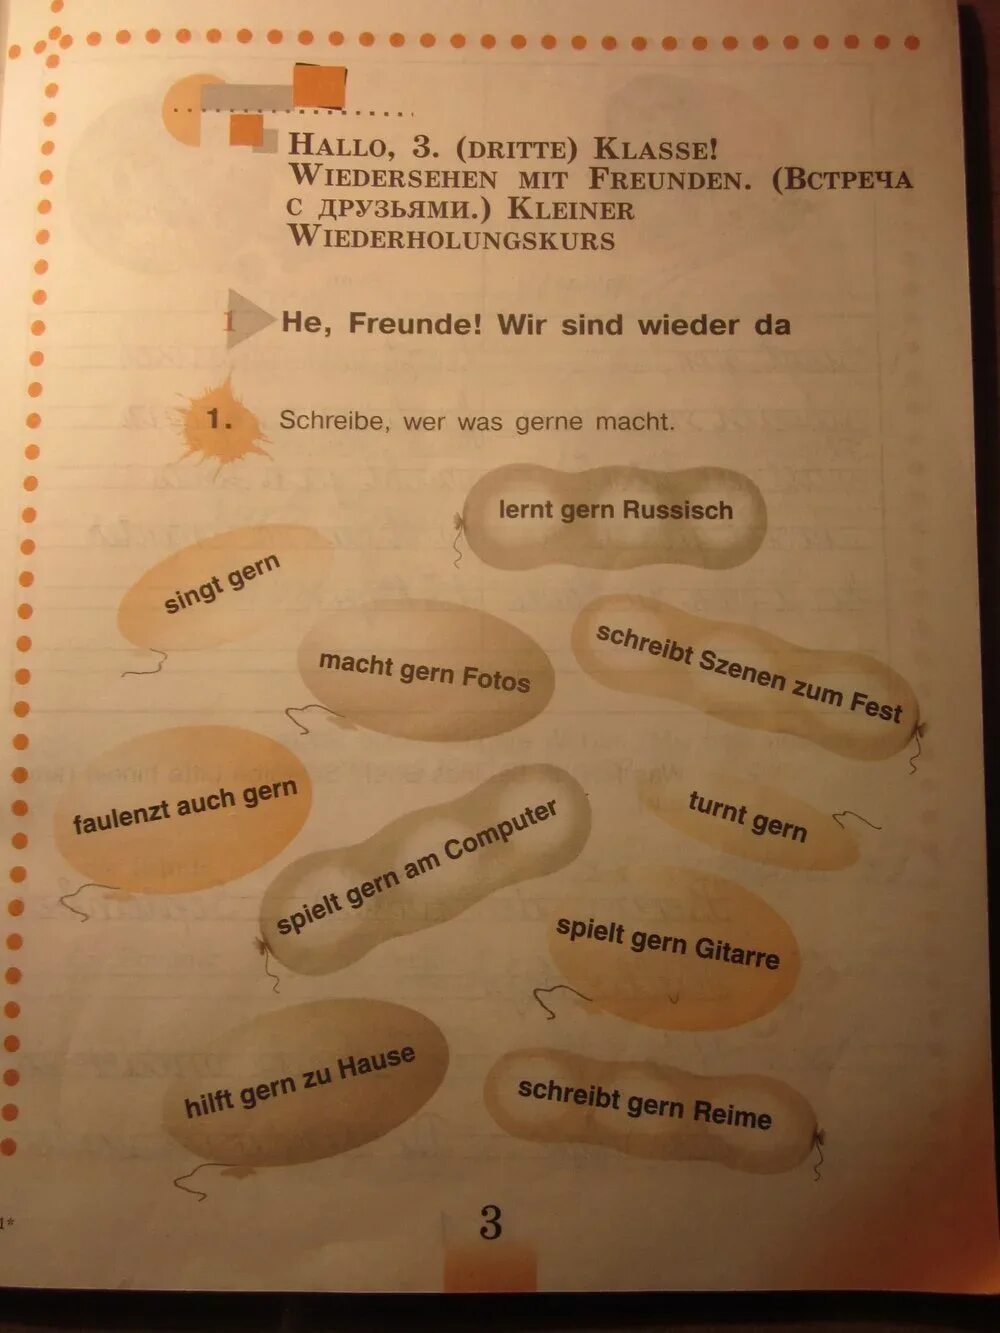 HALLO, 3. (DRITTE) KLASSE!
WIEDERSEHEN MIT FREUNDEN. (ВСТРЕЧА
С ДРУЗЬЯМИ.) KLEINER
WIEDERHOLUNGSKURS
1 He, Freunde! Wir sind wieder da
1. Schreibe, wer was gerne macht.
lernt gern Russisch
singt gern
macht gern Fotos
schreibt Szenen zum Fest
faulenzt auch gern
spielt gern am Computer
turnt gern
spielt gern Gitarre
hilft gern zu Hause
schreibt gern Reime
3
1*